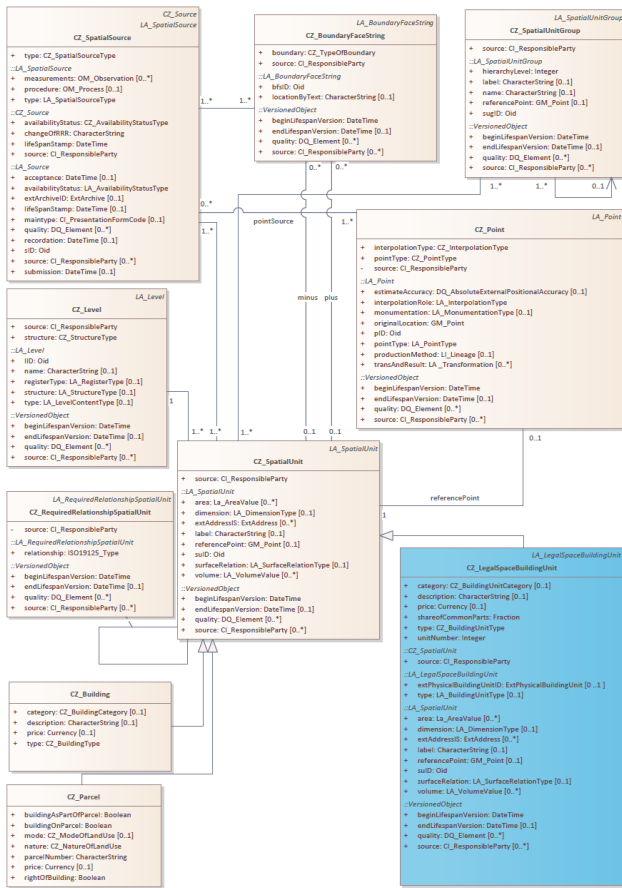 CZ_Source
LA_SpatialSource
CZ_SpatialSource
+ type: CZ_SpatialSourceType
::LA_SpatialSource
+ measurements: OM_Observation [0..*]
+ procedure: OM_Process [0..*]
+ type: LA_SpatialSourceType
::CZ_Source
+ availabilityStatus: CZ_AvailabilityStatusType
+ changeOfRRR: CharacterString
+ lifeSpanStamp: DateTime
+ source: CI_ResponsibleParty
::LA_Source
+ acceptance: DateTime [0..1]
+ availabilityStatus: LA_AvailabilityStatusType
+ extArchiveID: ExtArchive [0..1]
+ lifeSpanStamp: DateTime [0..1]
+ maintype: CI_PresentationFormCode [0..1]
+ quality: DQ_Element [0..*]
+ recordation: DateTime [0..*]
+ sID: Oid
+ source: CI_ResponsibleParty [0..1]
+ submission: DateTime [0..1]
LA_BoundaryFaceString
CZ_BoundaryFaceString
+ boundary: CZ_TypeOfBoundary
+ source: CI_ResponsibleParty
::LA_BoundaryFaceString
+ bfsID: Oid
+ locationByText: CharacterString [0..1]
::VersionedObject
+ beginLifespanVersion: DateTime
+ endLifespanVersion: DateTime [0..1]
+ quality: DQ_Element [0..*]
+ source: CI_ResponsibleParty [0..*]
LA_SpatialUnitGroup
CZ_SpatialUnitGroup
+ source: CI_ResponsibleParty
::LA_SpatialUnitGroup
+ hierarchyLevel: Integer
+ label: CharacterString [0..1]
+ name: CharacterString [0..1]
+ referencePoint: GM_Point [0..1]
+ sugID: Oid
::VersionedObject
+ beginLifespanVersion: DateTime
+ endLifespanVersion: DateTime [0..1]
+ quality: DQ_Element [0..*]
+ source: CI_ResponsibleParty [0..*]
1..*
1..*
0..*
0..*
1..*
1..*
0..1
0..*
pointSource
1..*
1..*
LA_Point
CZ_Point
+ interpolationType: CZ_InterpolationType
+ pointType: CZ_PointType
- source: CI_ResponsibleParty
::LA_Point
+ estimateAccuracy: DQ_AbsoluteExternalPositionalAccuracy [0..1]
+ interpolationRole: LA_InterpolationType
+ monumentation: LA_MonumentationType [0..1]
+ originalLocation: GM_Point
+ pID: Oid
+ pointType: LA_PointType
+ productionMethod: LI_Lineage [0..1]
+ transAndResult: LA _Transformation [0..*]
::VersionedObject
+ beginLifespanVersion: DateTime
+ endLifespanVersion: DateTime [0..1]
+ quality: DQ_Element [0..*]
+ source: CI_ResponsibleParty [0..*]
minus plus
LA_Level
CZ_Level
+ source: CI_ResponsibleParty
+ structure: CZ_StructureType
::LA_Level
+ lID: Oid
+ name: CharacterString [0..1]
+ registerType: LA_RegisterType [0..1]
+ structure: LA_StructureType [0..1]
+ type: LA_LevelContentType [0..1]
::VersionedObject
+ beginLifespanVersion: DateTime
+ endLifespanVersion: DateTime [0..1]
+ quality: DQ_Element [0..*]
+ source: CI_ResponsibleParty [0..*]
1
1..*
1..*
1..*
0..1
0..1
0..1
LA_SpatialUnit
CZ_SpatialUnit
+ source: CI_ResponsibleParty
::LA_SpatialUnit
+ area: La_AreaValue [0..*]
+ dimension: LA_DimensionType [0..1]
+ extAddressIS: ExtAddress [0..*]
+ label: CharacterString [0..1]
+ referencePoint: GM_Point [0..1]
+ suID: Oid
+ surfaceRelation: LA_SurfaceRelationType [0..1]
+ volume: LA_VolumeValue [0..*]
::VersionedObject
+ beginLifespanVersion: DateTime
+ endLifespanVersion: DateTime [0..1]
+ quality: DQ_Element [0..*]
+ source: CI_ResponsibleParty [0..*]
referencePoint
1
LA_RequiredRelationshipSpatialUnit
CZ_RequiredRelationshipSpatialUnit
- source: CI_ResponsibleParty
::LA_RequiredRelationshipSpatialUnit
+ relationship: ISO19125_Type
::VersionedObject
+ beginLifespanVersion: DateTime
+ endLifespanVersion: DateTime [0..1]
+ quality: DQ_Element [0..*]
+ source: CI_ResponsibleParty [0..*]
LA_LegalSpaceBuildingUnit
CZ_LegalSpaceBuildingUnit
+ category: CZ_BuildingUnitCategory [0..1]
+ description: CharacterString [0..1]
+ price: Currency [0..1]
+ shareofCommonParts: Fraction
+ type: CZ_BuildingUnitType
+ unitNumber: Integer
::CZ_SpatialUnit
+ source: CI_ResponsibleParty
::LA_LegalSpaceBuildingUnit
+ extPhysicalBuildingUnitID: ExtPhysicalBuildingUnit [0 ..1 ]
+ type: LA_BuildingUnitType [0..1]
::LA_SpatialUnit
+ area: La_AreaValue [0..*]
+ dimension: LA_DimensionType [0..1]
+ extAddressIS: ExtAddress [0..*]
+ label: CharacterString [0..1]
+ referencePoint: GM_Point [0..1]
+ suID: Oid
+ surfaceRelation: LA_SurfaceRelationType [0..1]
+ volume: LA_VolumeValue [0..*]
::VersionedObject
+ beginLifespanVersion: DateTime
+ endLifespanVersion: DateTime [0..1]
+ quality: DQ_Element [0..*]
+ source: CI_ResponsibleParty [0..*]
CZ_Building
+ category: CZ_BuildingCategory [0..1]
+ description: CharacterString [0..1]
+ price: Currency [0..1]
+ type: CZ_BuildingType
CZ_Parcel
+ buildingAsPartOfParcel: Boolean
+ buildingOnParcel: Boolean
+ mode: CZ_ModeOfLandUse [0..1]
+ nature: CZ_NatureOfLandUse
+ parcelNumber: CharacterString
+ price: Currency [0..1]
+ rightOfBuilding: Boolean